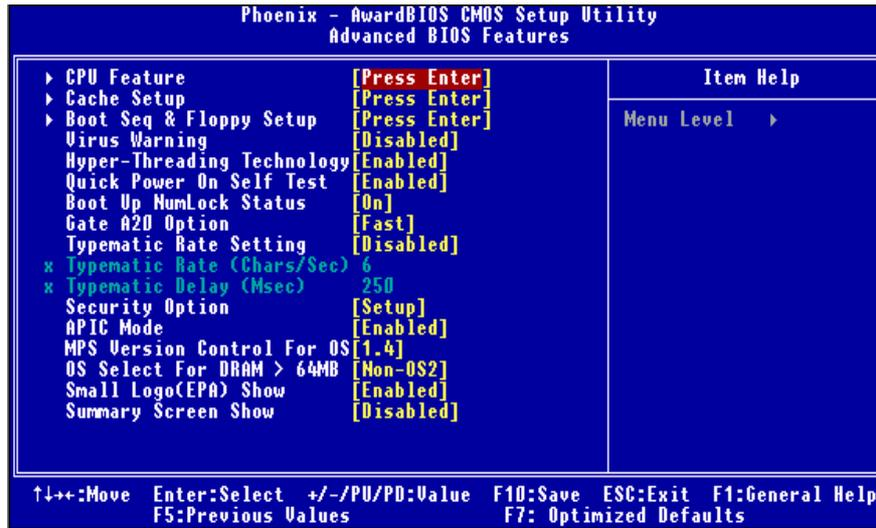 Phoenix - AwardBIOS CMOS Setup Utility
Advanced BIOS Features
▸ CPU Feature [Press Enter]
▸ Cache Setup [Press Enter]
▸ Boot Seq & Floppy Setup [Press Enter]
Virus Warning [Disabled]
Hyper-Threading Technology[Enabled]
Quick Power On Self Test [Enabled]
Boot Up NumLock Status [On]
Gate A20 Option [Fast]
Typematic Rate Setting [Disabled]
x Typematic Rate (Chars/Sec) 6
x Typematic Delay (Msec) 250
Security Option [Setup]
APIC Mode [Enabled]
MPS Version Control For OS[1.4]
OS Select For DRAM > 64MB [Non-OS2]
Small Logo(EPA) Show [Enabled]
Summary Screen Show [Disabled]
Item Help
Menu Level ▸
↑↓→←:Move Enter:Select +/-/PU/PD:Value F10:Save ESC:Exit F1:General Help
F5:Previous Values F7: Optimized Defaults